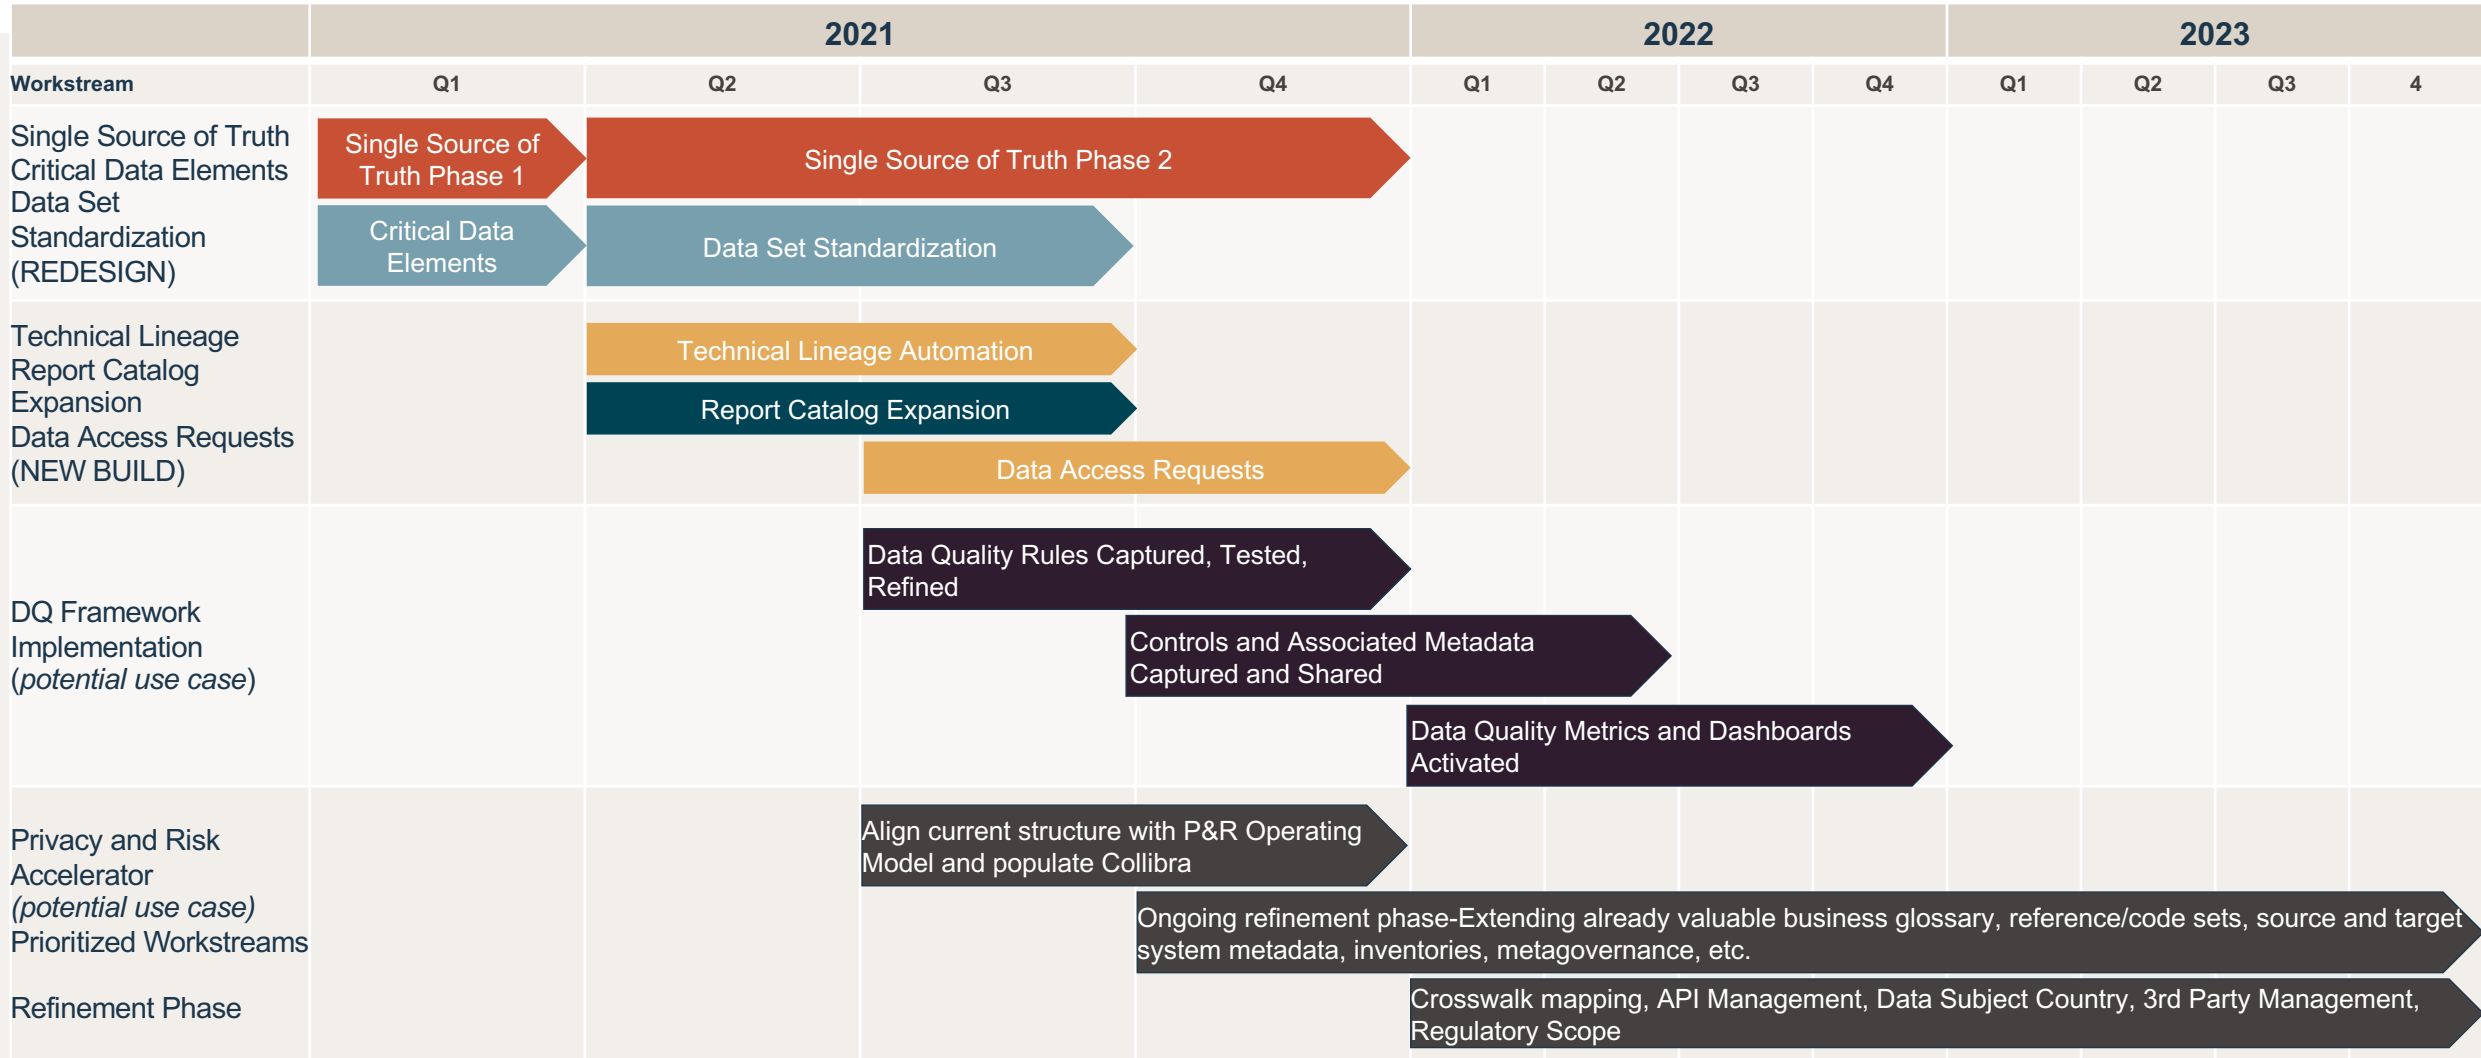 2021
2022
2023
Workstream
Q1
Q2
Q3
Q4
Q1
Q2
Q3
Q4
Q1
Q2
Q3
4
Single Source of Truth
Critical Data Elements
Data Set
Standardization
(REDESIGN)
Single Source of
Truth Phase 1
Single Source of Truth Phase 2
Critical Data
Elements
Data Set Standardization
Technical Lineage
Report Catalog
Expansion
Data Access Requests
(NEW BUILD)
Technical Lineage Automation
Report Catalog Expansion
Data Access Requests
DQ Framework
Implementation
(potential use case)
Data Quality Rules Captured, Tested,
Refined
Controls and Associated Metadata
Captured and Shared
Data Quality Metrics and Dashboards
Activated
Privacy and Risk
Accelerator
(potential use case)
Prioritized Workstreams
Refinement Phase
Align current structure with P&R Operating
Model and populate Collibra
Ongoing refinement phase-Extending already valuable business glossary, reference/code sets, source and target
system metadata, inventories, metagovernance, etc.
Crosswalk mapping, API Management, Data Subject Country, 3rd Party Management,
Regulatory Scope